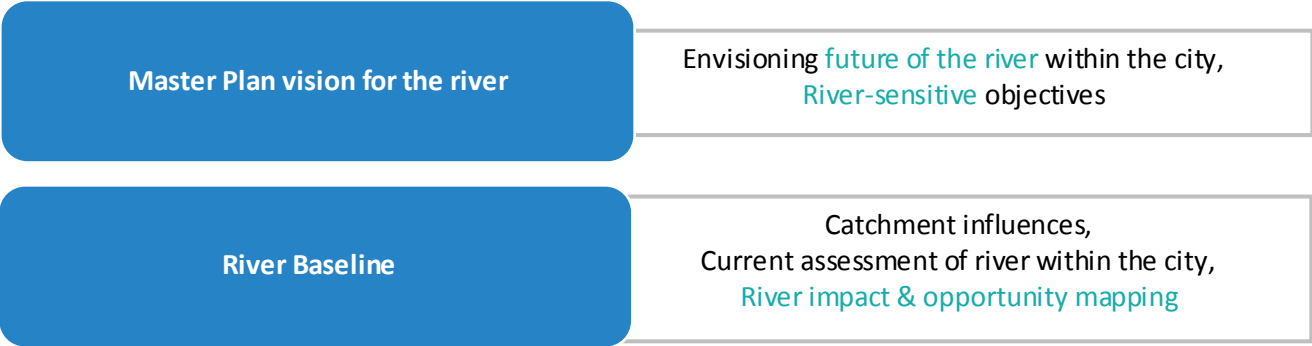 Master Plan vision for the river
Envisioning future of the river within the city,
River-sensitive objectives
River Baseline
Catchment influences,
Current assessment of river within the city,
River impact & opportunity mapping